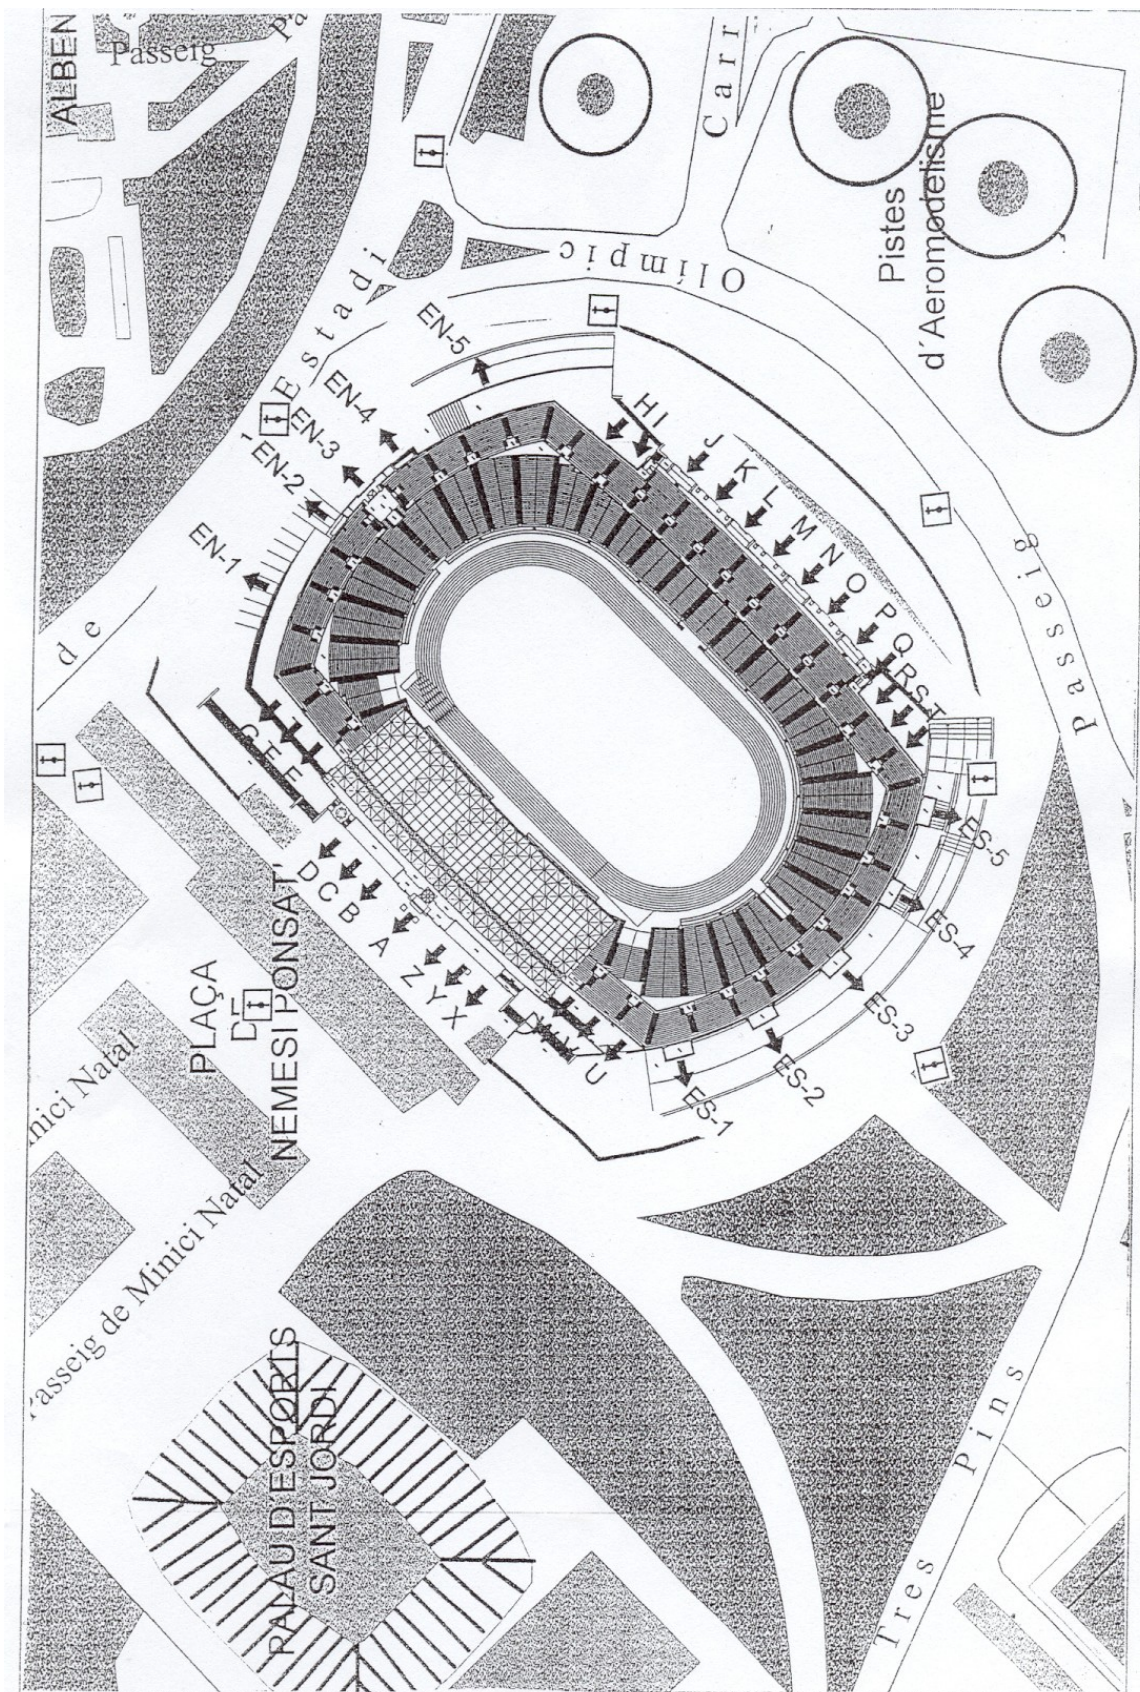 ALBEN
Passeig
Pa
Carr
Pistes
d'Aeromodelisme
Passeig
Olímpic
de
l'Estadi
EN-5
EN-4
EN-3
EN-2
EN-1
H
I
J
K
L
M
N
O
P
Q
R
S
T
G
F
E
D
C
B
A
Z
Y
X
V
U
ES-5
ES-4
ES-3
ES-2
ES-1
PLAÇA
DE
NEMESI PONSATI
inici Natal
Passeig de Minici Natal
PALAU D'ESPORTS
SANT JORDI
Tres Pins